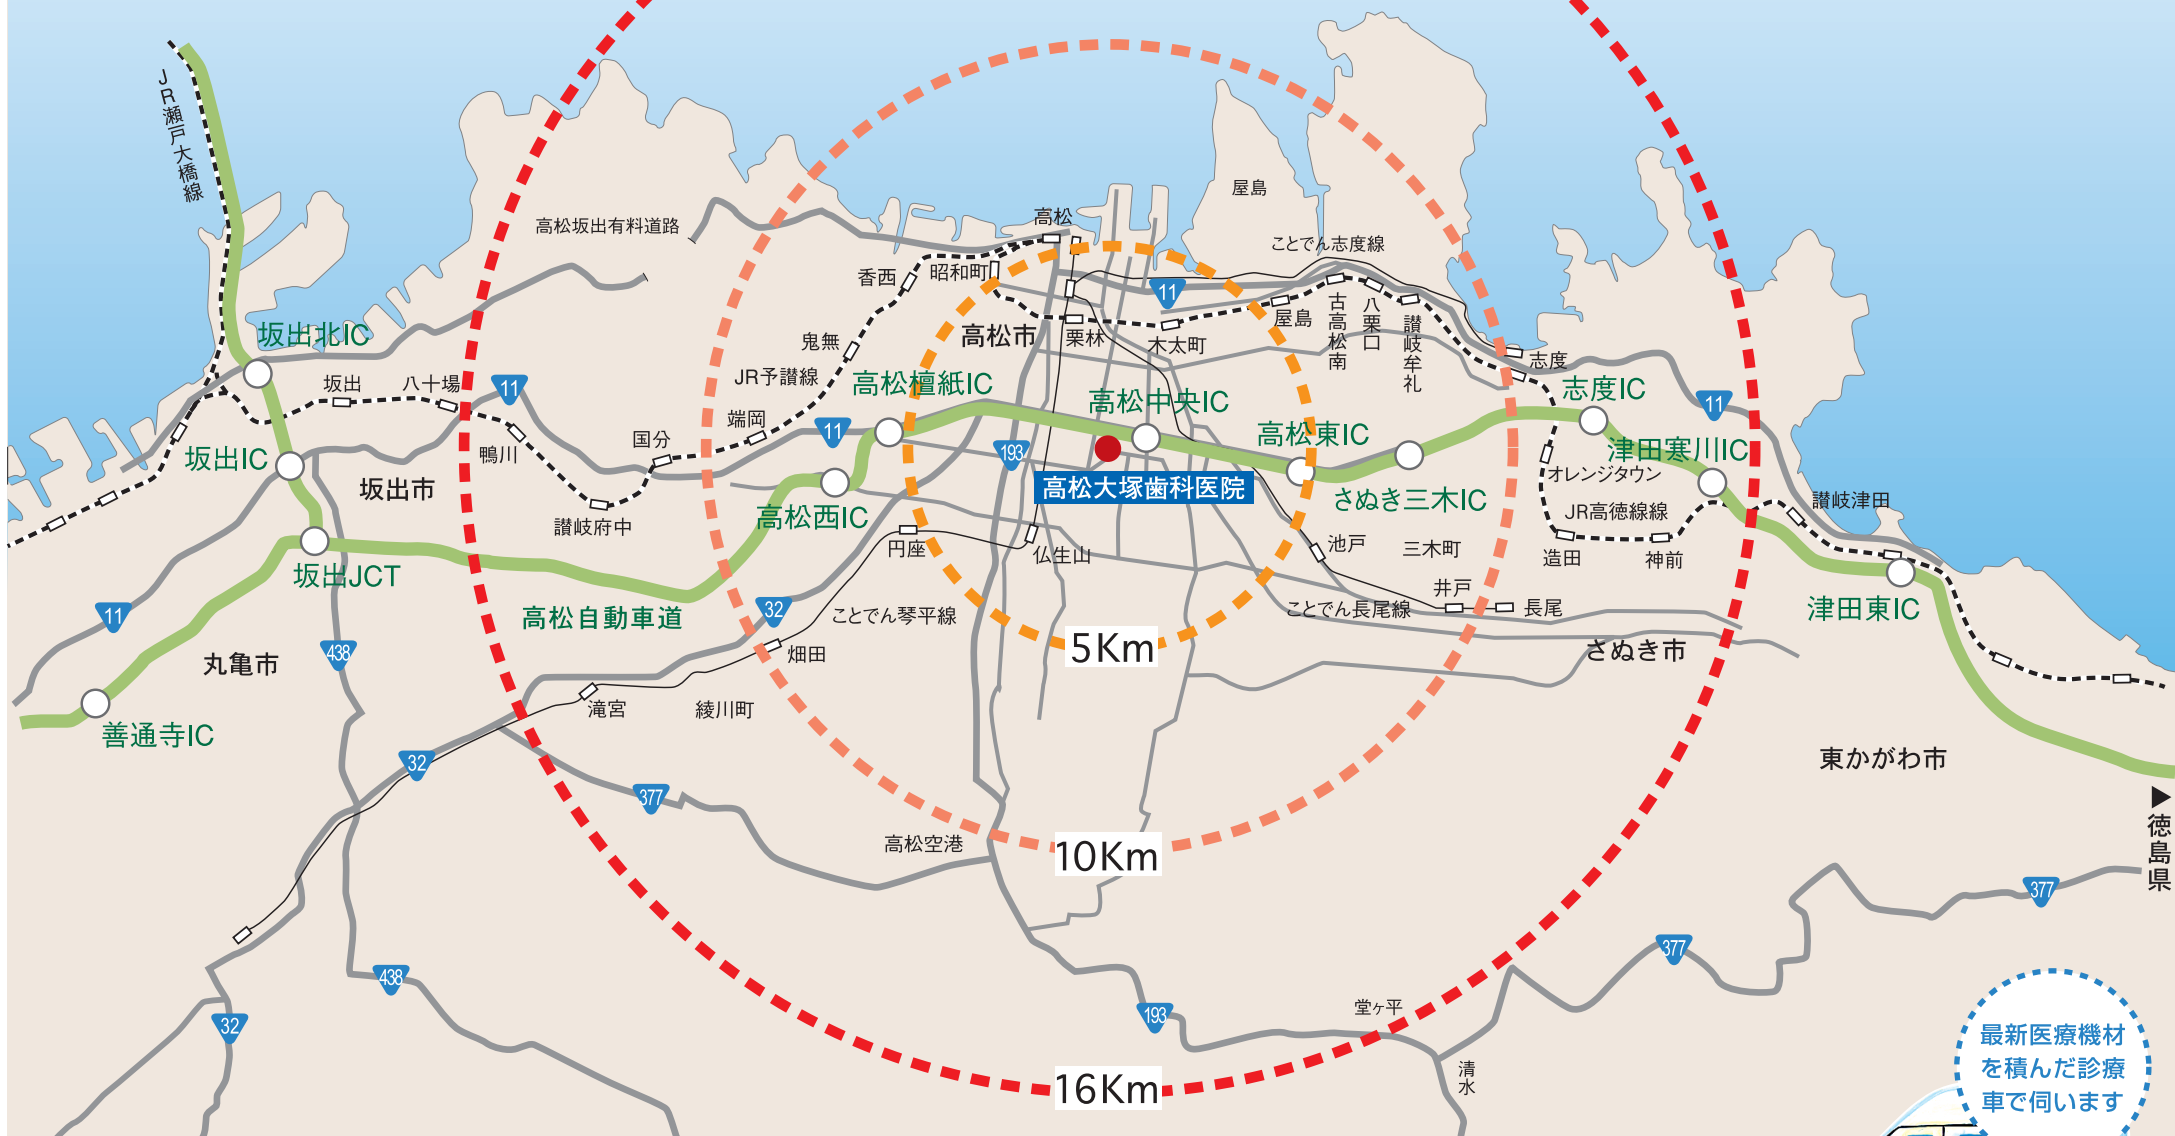 JR瀬戸大橋線
屋島
高松坂出有料道路
高松
ことでん志度線
香西
昭和町
11
坂出北IC
鬼無
高松市
栗林
木太町
屋島
古高松南
八栗口
讃岐牟礼
志度
坂出
八十場
11
JR予讃線
高松檀紙IC
高松中央IC
志度IC
11
端岡
11
国分
鴨川
193
高松東IC
津田寒川IC
坂出IC
坂出市
高松大塚歯科医院
さぬき三木IC
オレンジタウン
讃岐津田
讃岐府中
高松西IC
JR高徳線線
円座
仏生山
池戸
三木町
造田
神前
坂出JCT
11
高松自動車道
32
ことでん琴平線
ことでん長尾線
井戸
長尾
津田東IC
438
丸亀市
畑田
5Km
さぬき市
滝宮
綾川町
善通寺IC
32
377
東かがわ市
▶徳島県
高松空港
10Km
377
377
438
32
193
堂ヶ平
清水
16Km
最新医療機材
を積んだ診療
車で伺います